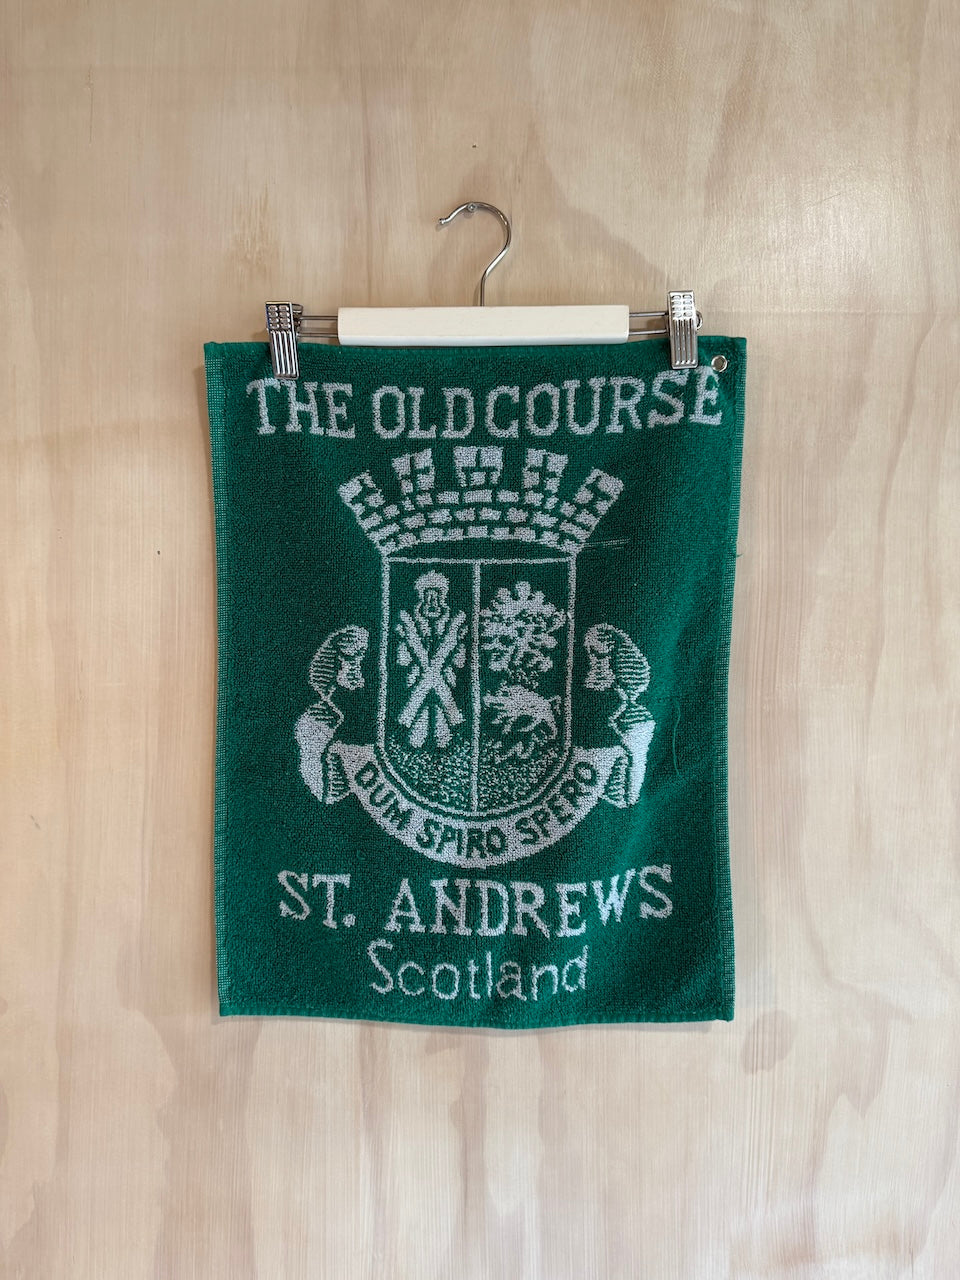 THE OLD COURSE
DUM SPIRO SPERO
ST. ANDREWS
Scotland